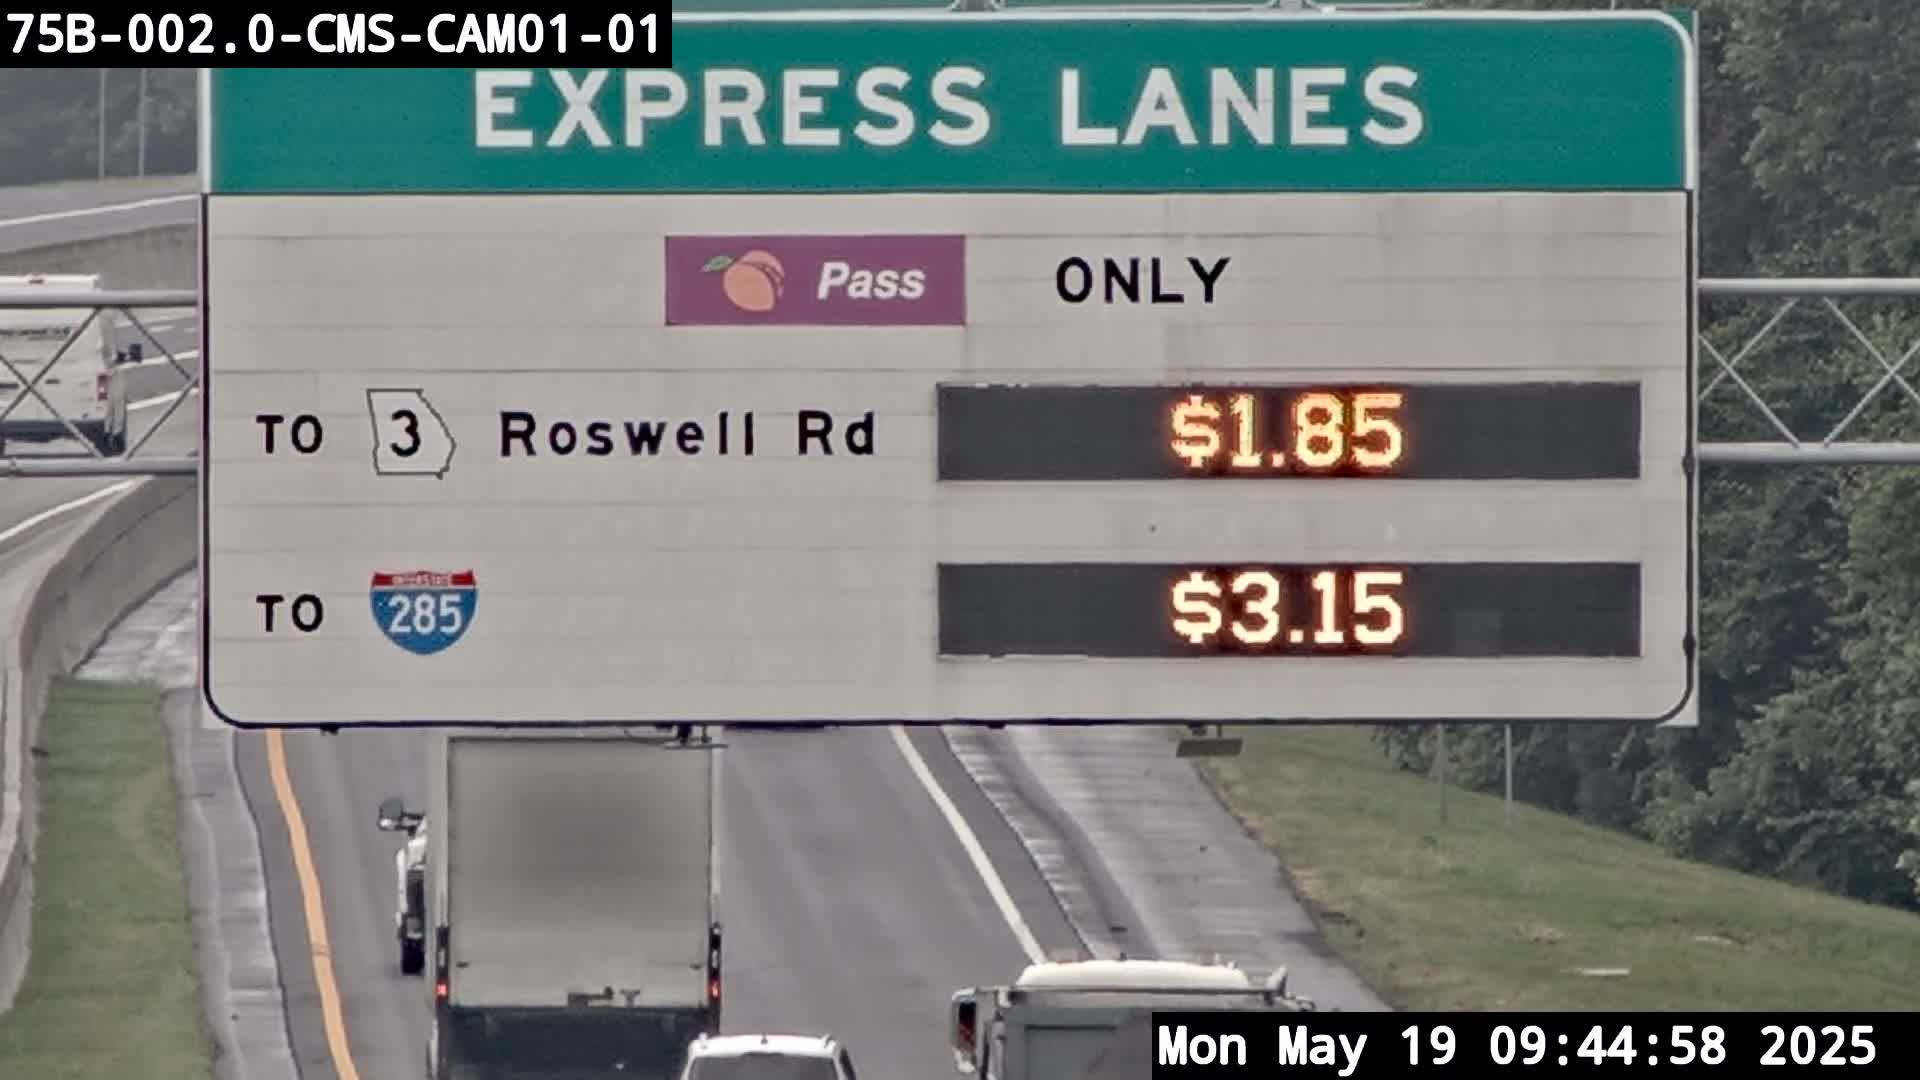 75B-002.0-CMS-CAM01-01
EXPRESS LANES
Pass ONLY
TO 3 Roswell Rd $1.85
INTERSTATE
TO 285 $3.15
Mon May 19 09:44:58 2025